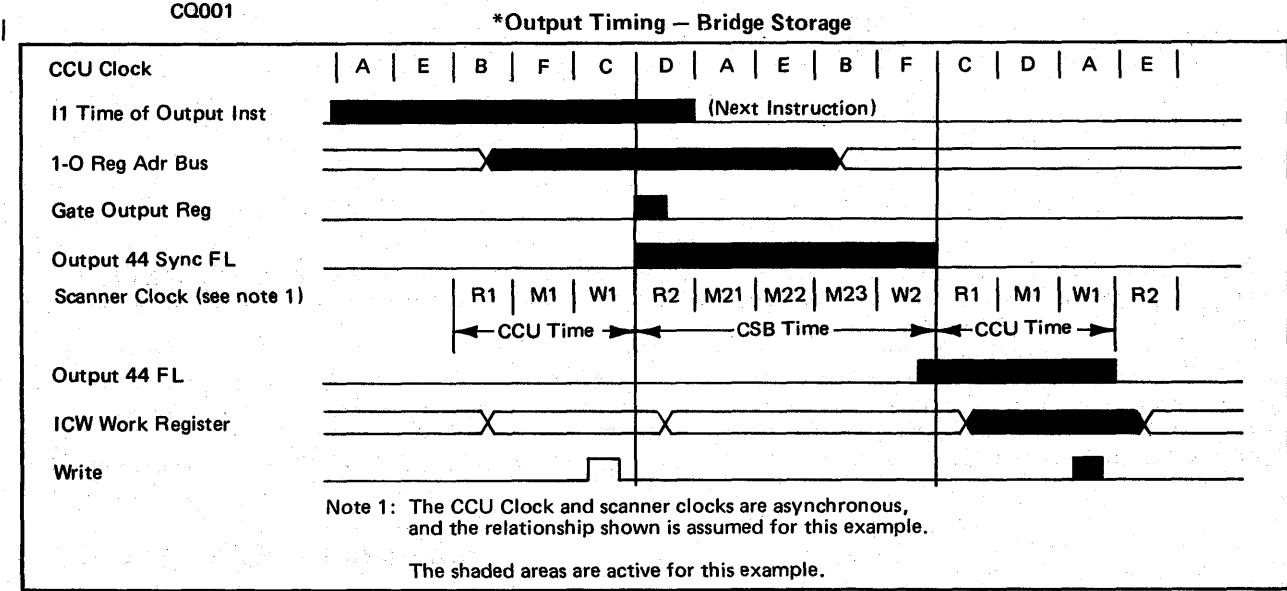 CQ001
*Output Timing — Bridge Storage
CCU Clock | A | E | B | F | C | D | A | E | B | F | C | D | A | E |
I1 Time of Output Inst (Next Instruction)
1-O Reg Adr Bus
Gate Output Reg
Output 44 Sync FL
Scanner Clock (see note 1) | R1 | M1 | W1 | R2 | M21 | M22 | M23 | W2 | R1 | M1 | W1 | R2 |
CCU Time CSB Time CCU Time
Output 44 FL
ICW Work Register
Write
Note 1: The CCU Clock and scanner clocks are asynchronous,
and the relationship shown is assumed for this example.
The shaded areas are active for this example.